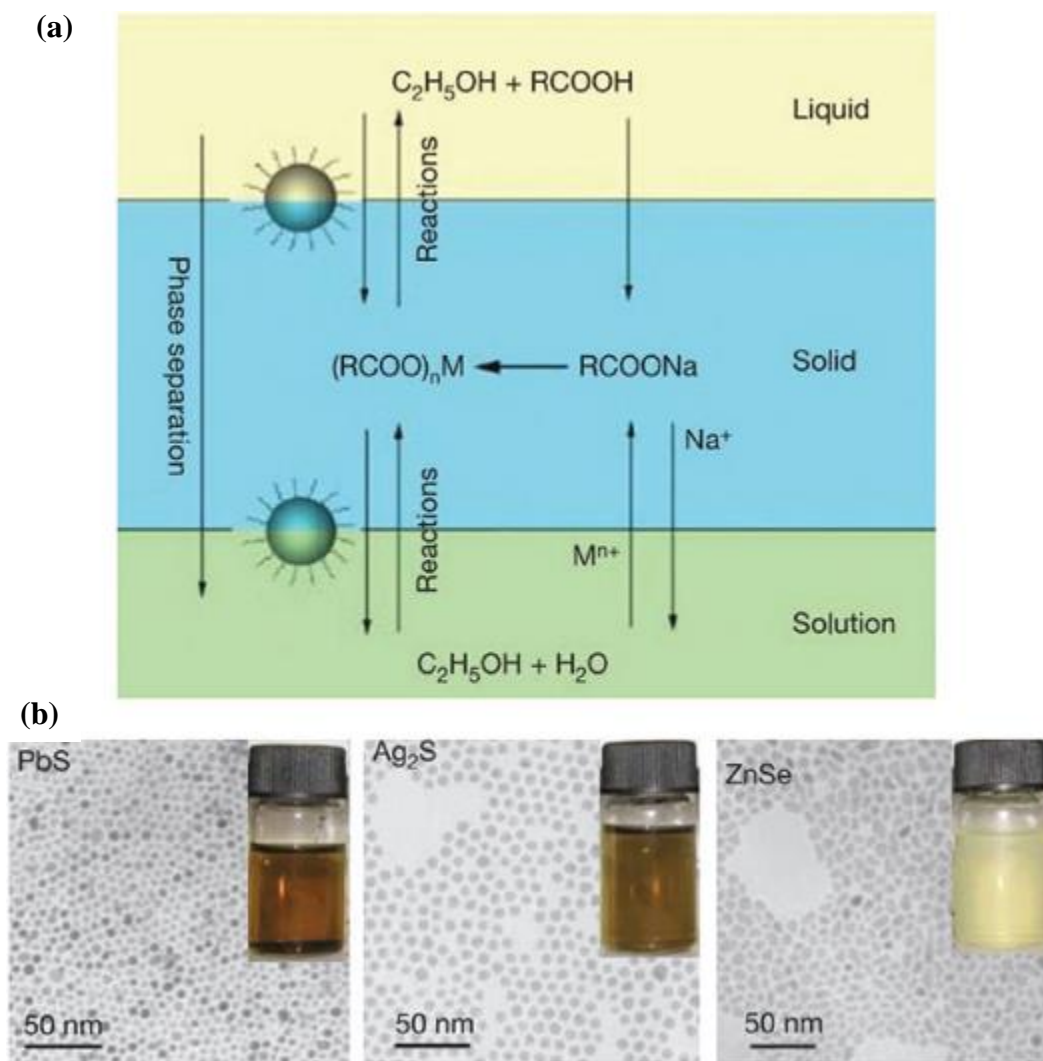 (a)
C₂H₅OH + RCOOH
Liquid
Reactions
Phase separation
(RCOO)ₙM
RCOONa
Solid
Na⁺
Reactions
Mⁿ⁺
Solution
C₂H₅OH + H₂O
(b)
PbS
Ag₂S
ZnSe
50 nm
50 nm
50 nm